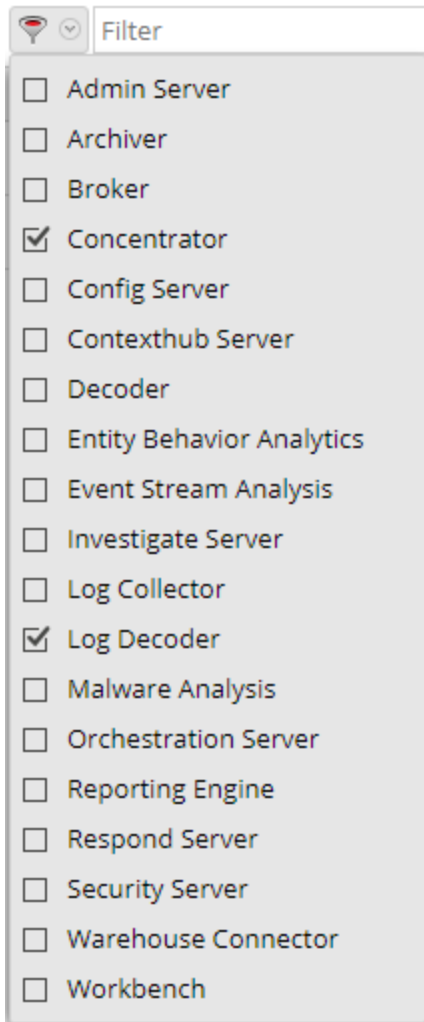 Filter
Admin Server
Archiver
Broker
Concentrator
Config Server
Contexthub Server
Decoder
Entity Behavior Analytics
Event Stream Analysis
Investigate Server
Log Collector
Log Decoder
Malware Analysis
Orchestration Server
Reporting Engine
Respond Server
Security Server
Warehouse Connector
Workbench